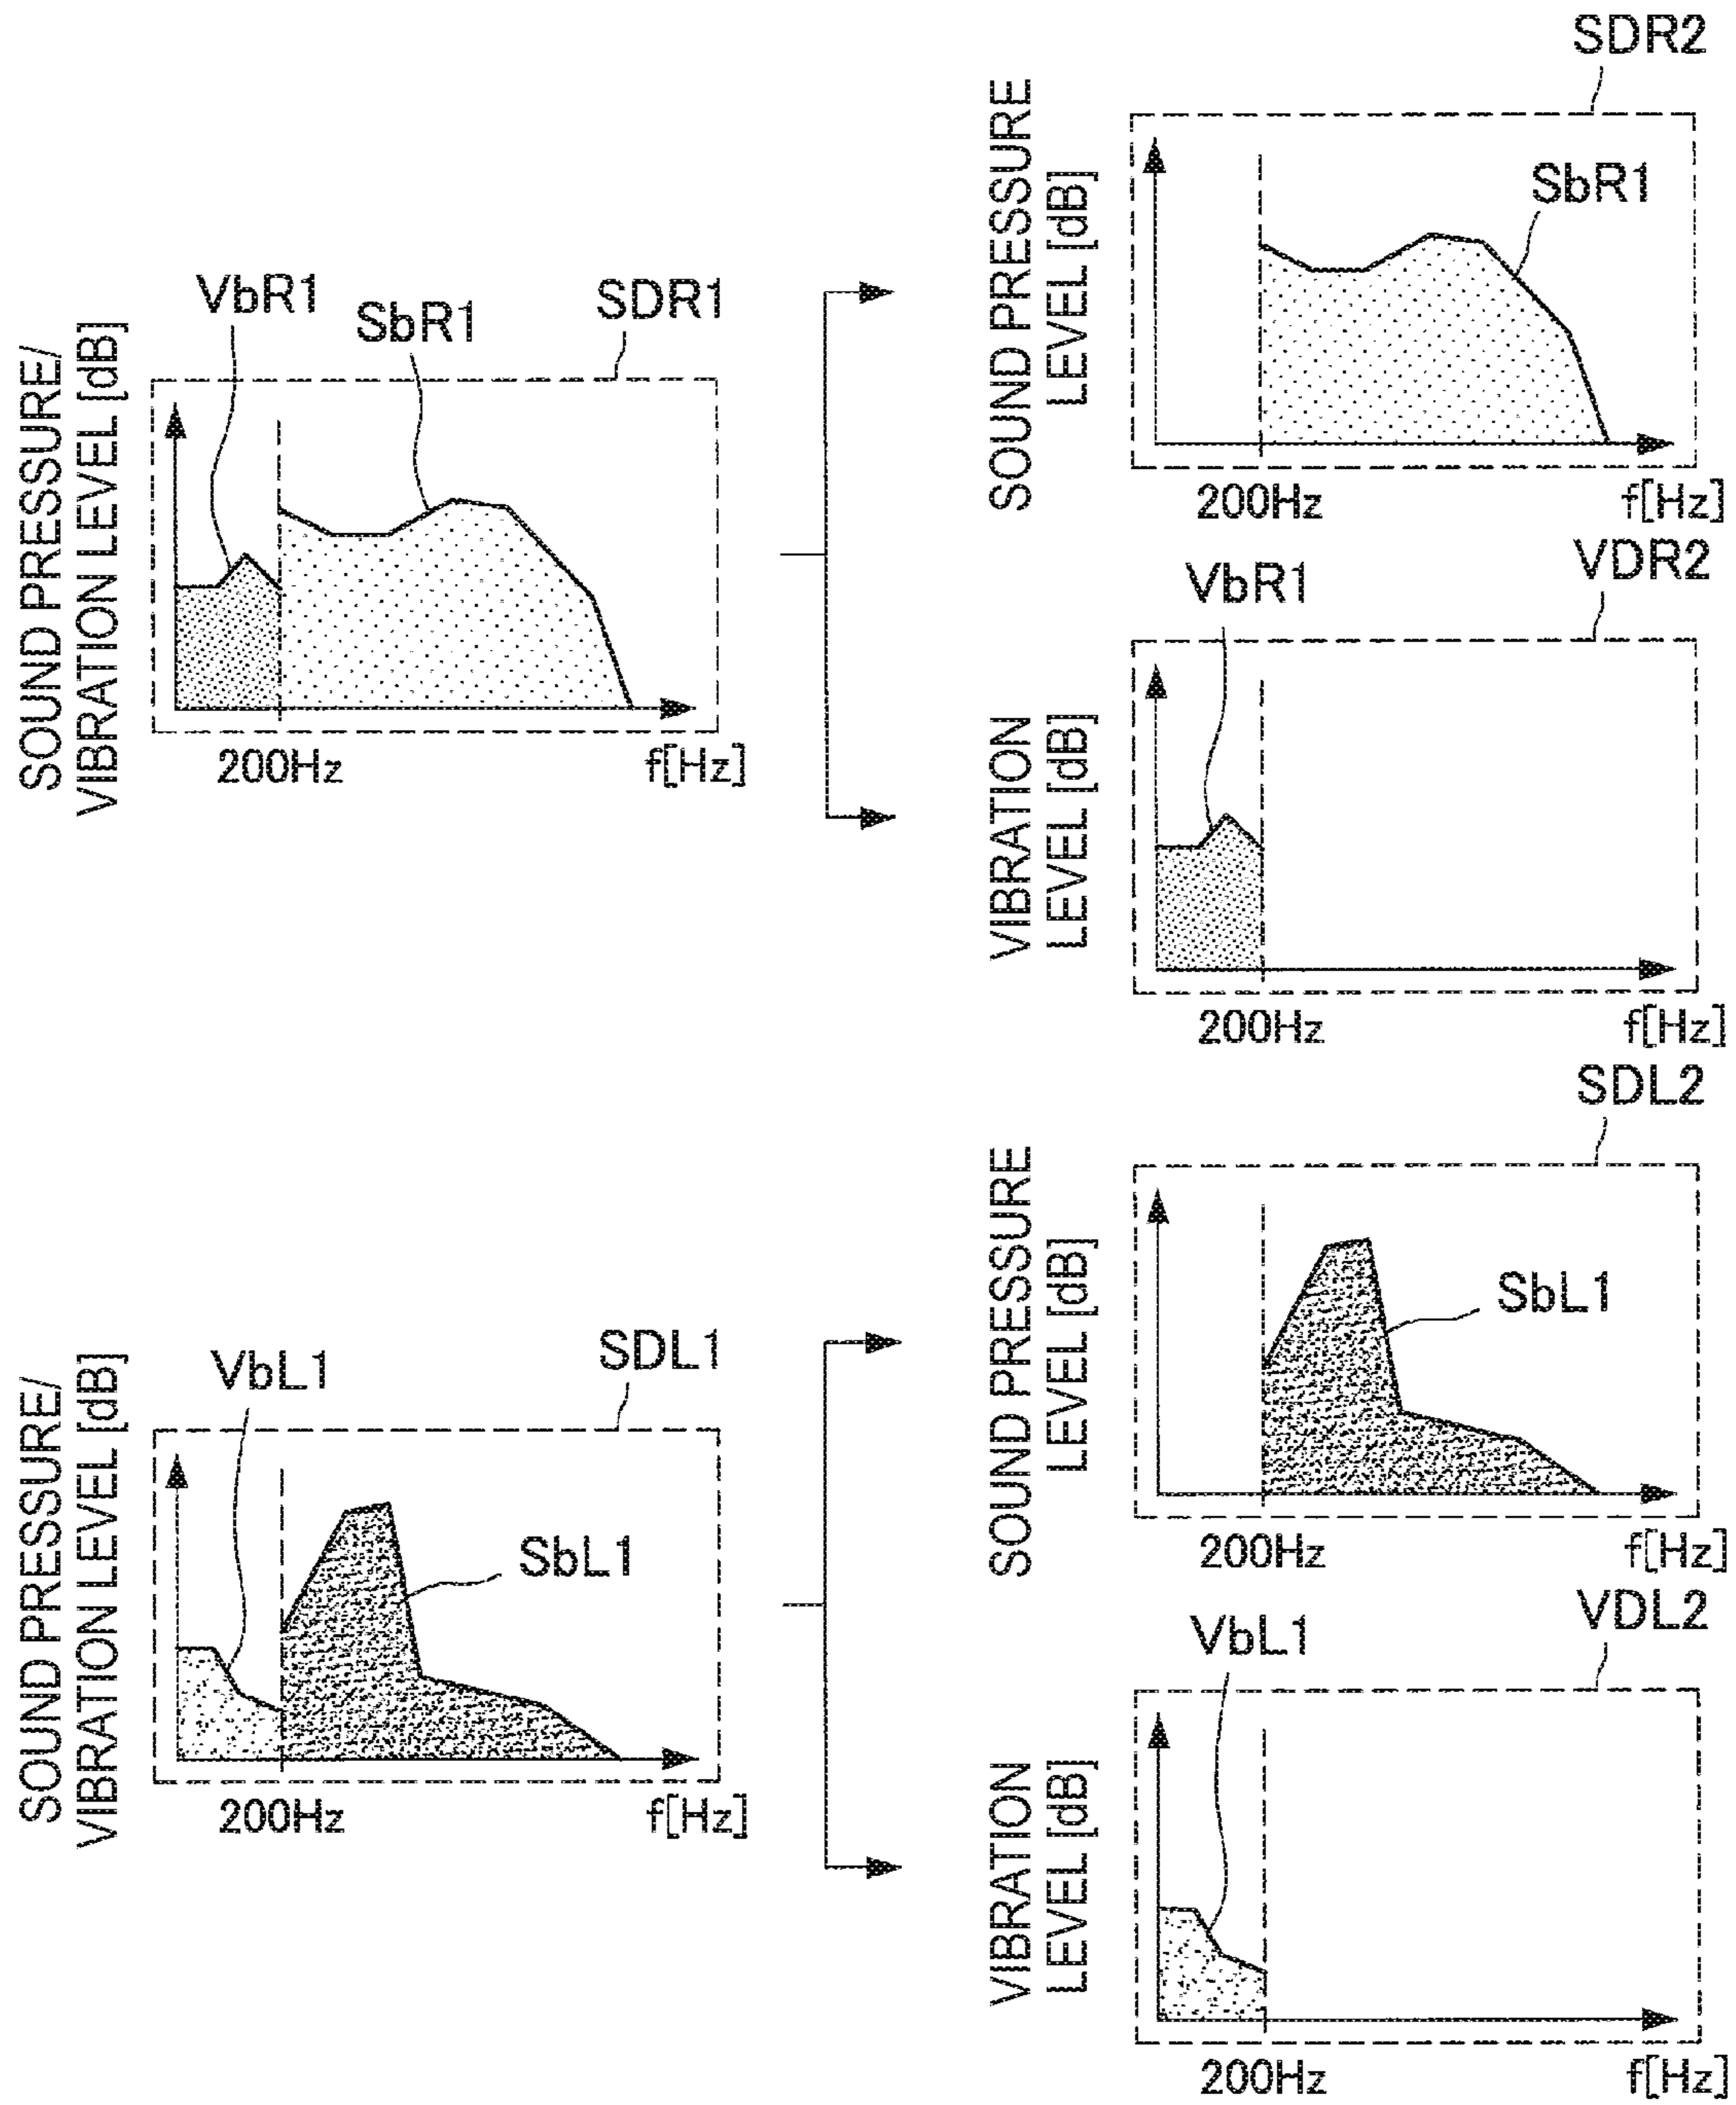 SOUND PRESSURE/
VIBRATION LEVEL [dB]
VbR1
SbR1
SDR1
200Hz
f[Hz]
SDR2
SOUND PRESSURE
LEVEL [dB]
SbR1
200Hz
f[Hz]
VDR2
VbR1
VIBRATION
LEVEL [dB]
200Hz
f[Hz]
SOUND PRESSURE/
VIBRATION LEVEL [dB]
VbL1
SDL1
SbL1
200Hz
f[Hz]
SDL2
SOUND PRESSURE
LEVEL [dB]
SbL1
200Hz
f[Hz]
VDL2
VbL1
VIBRATION
LEVEL [dB]
200Hz
f[Hz]